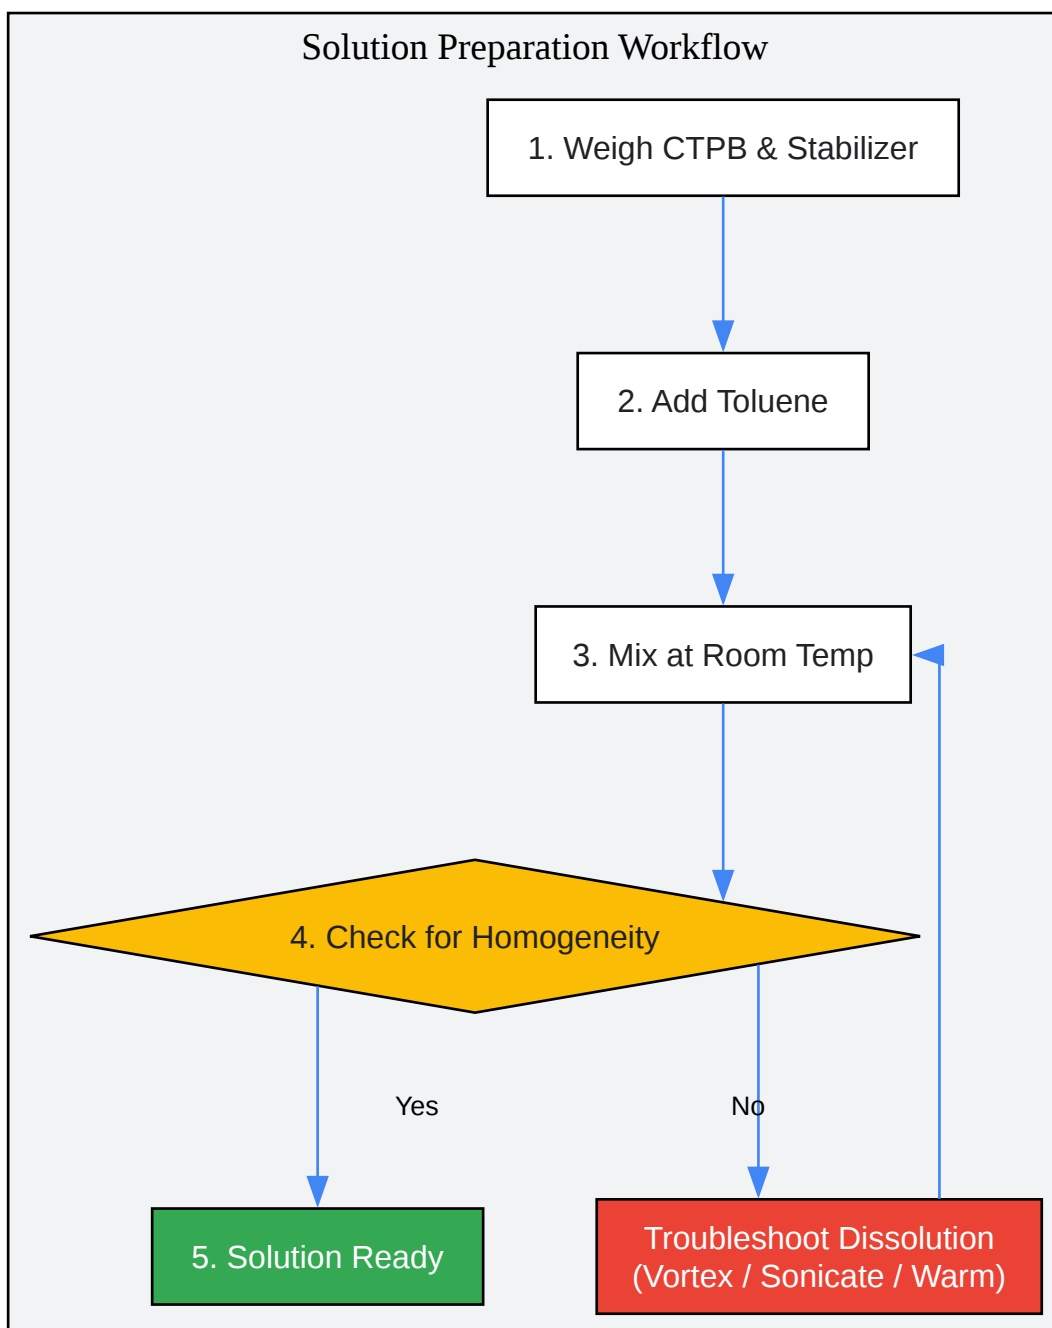 Solution Preparation Workflow
1. Weigh CTPB & Stabilizer
2. Add Toluene
3. Mix at Room Temp
4. Check for Homogeneity
Yes
No
5. Solution Ready
Troubleshoot Dissolution
(Vortex / Sonicate / Warm)